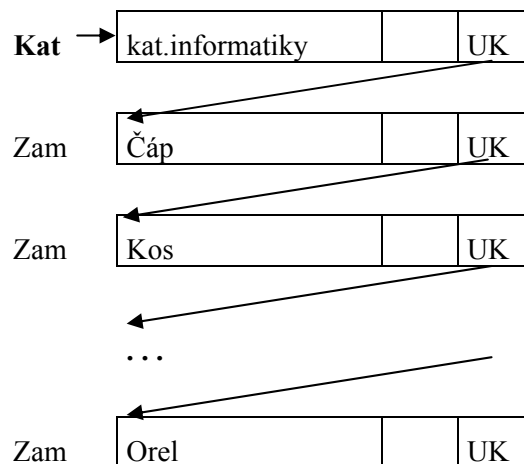 Kat kat.informatiky UK
Zam Čáp UK
Zam Kos UK
...
Zam Orel UK